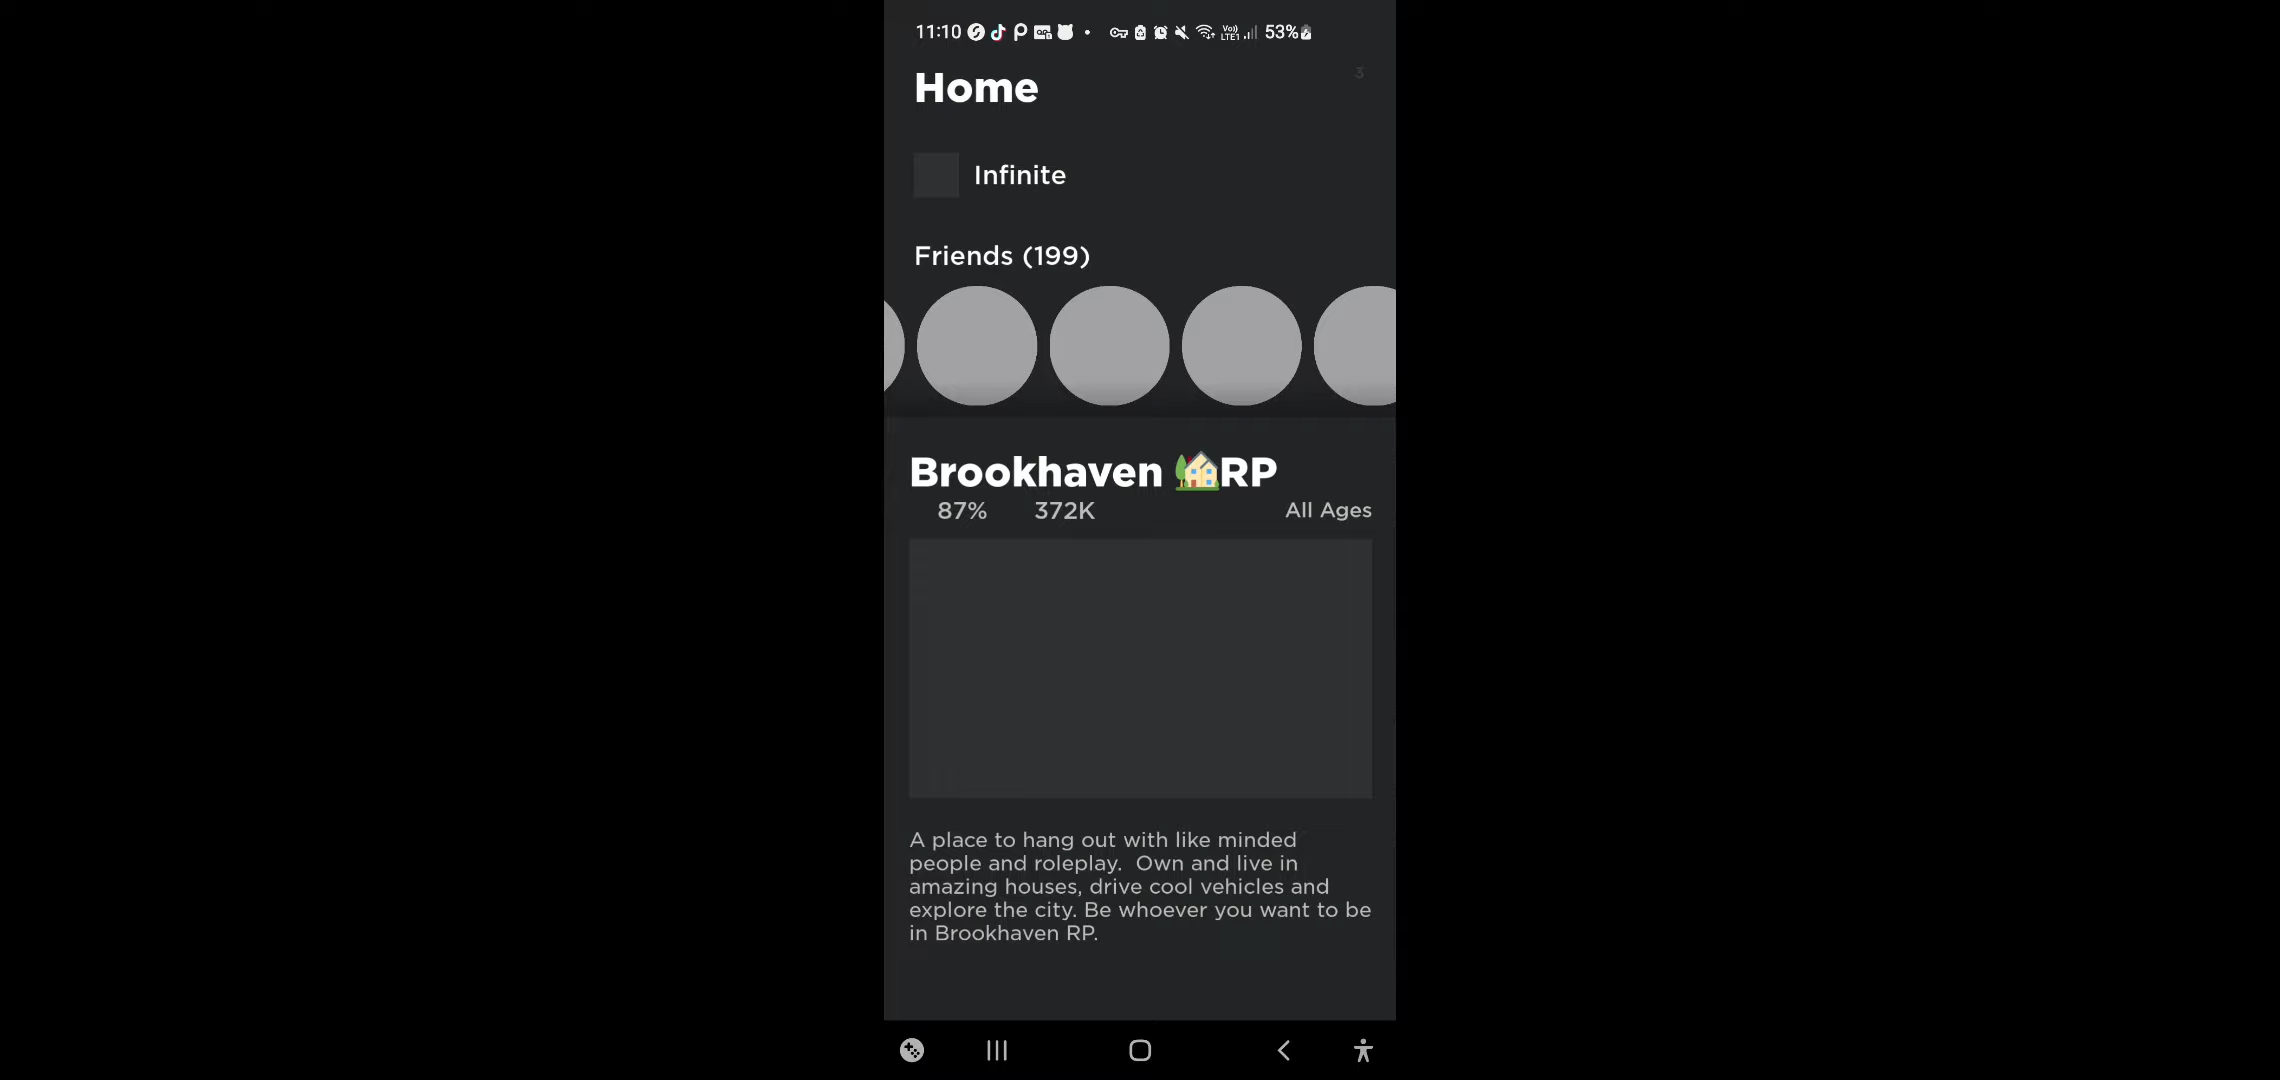 11:10 53%
3
Home
Infinite
Friends (199)
Brookhaven 🏡RP
87% 372K All Ages
A place to hang out with like minded
people and roleplay.  Own and live in
amazing houses, drive cool vehicles and
explore the city. Be whoever you want to be
in Brookhaven RP.